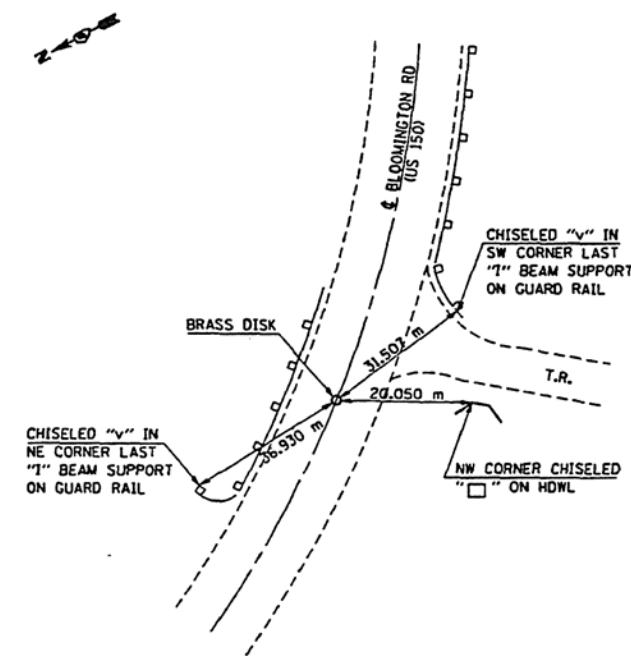 N
℄ BLOOMINGTON RD
(US 150)
CHISELED "v" IN
SW CORNER LAST
"I" BEAM SUPPORT
ON GUARD RAIL
BRASS DISK
31.507 m
T.R.
20.050 m
36.930 m
CHISELED "v" IN
NE CORNER LAST
"I" BEAM SUPPORT
ON GUARD RAIL
NW CORNER CHISELED
"□" ON HDWL